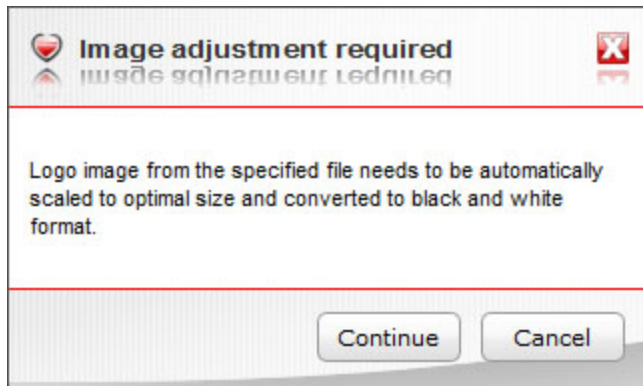 Image adjustment required
Logo image from the specified file needs to be automatically
scaled to optimal size and converted to black and white
format.
Continue Cancel